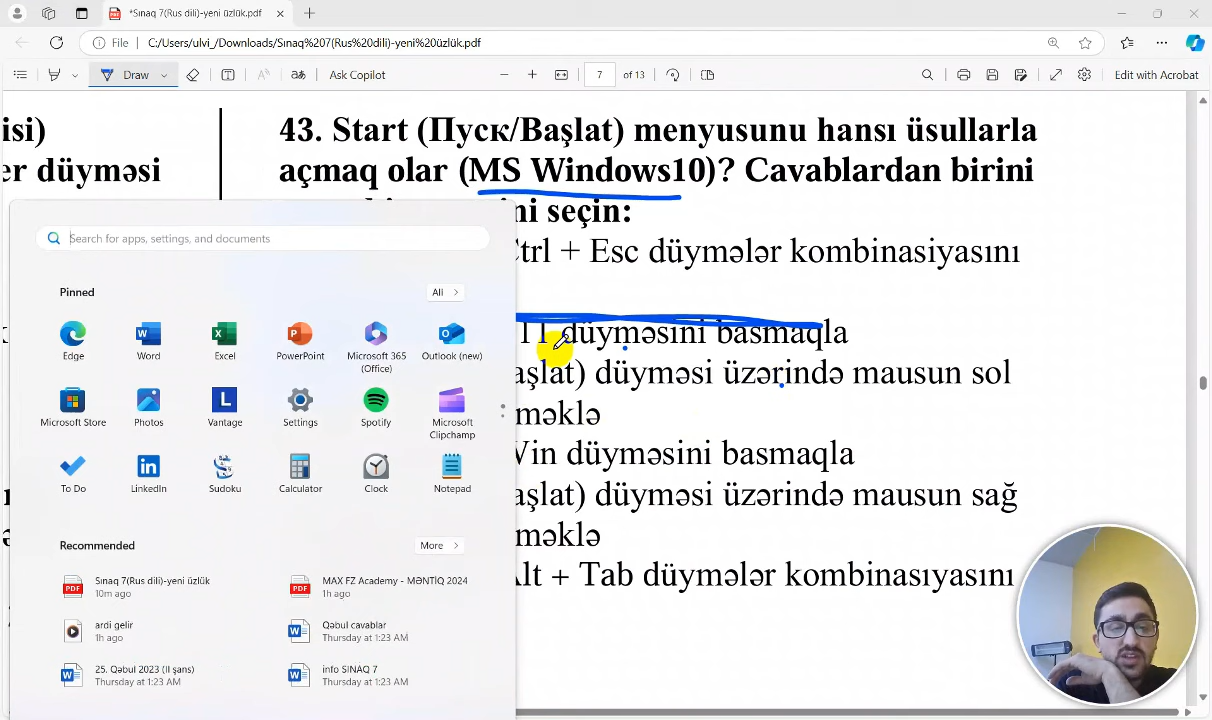 *Sınaq 7(Rus dili)-yeni üzlük.pdf
File C:/Users/ulvi_/Downloads/Sınaq%207(Rus%20dili)-yeni%20üzlük.pdf
Draw
Ask Copilot
7 of 13
Edit with Acrobat
isi)
er düyməsi
43. Start (Пуск/Başlat) menyusunu hansı üsullarla
açmaq olar (MS Windows10)? Cavablardan birini
ni seçin:
Ctrl + Esc düymələr kombinasiyasını
düyməsini basmaqla
aşlat) düyməsi üzərində mausun sol
məklə
Win düyməsini basmaqla
aşlat) düyməsi üzərində mausun sağ
məklə
Alt + Tab düymələr kombinasıyasını
Search for apps, settings, and documents
Pinned
All >
Edge
Word
Excel
PowerPoint
Microsoft 365
(Office)
Outlook (new)
Microsoft Store
Photos
Vantage
Settings
Spotify
Microsoft
Clipchamp
To Do
LinkedIn
Sudoku
Calculator
Clock
Notepad
Recommended
More >
Sınaq 7(Rus dili)-yeni üzlük
10m ago
MAX FZ Academy - MƏNTİQ 2024
1h ago
ardi gelir
1h ago
Qəbul cavablar
Thursday at 1:23 AM
25. Qəbul 2023 (II şans)
Thursday at 1:23 AM
info SINAQ 7
Thursday at 1:23 AM